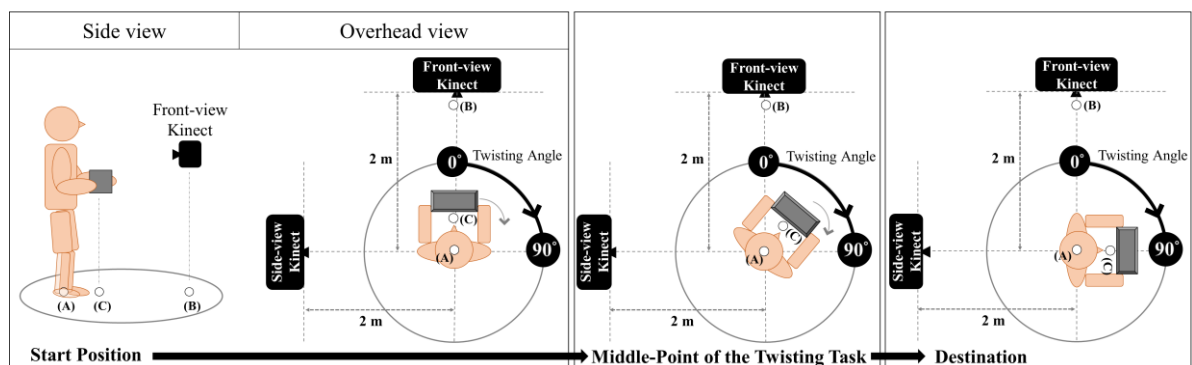 Side view
Overhead view
Front-view
Kinect
(A)
(C)
(B)
Front-view
Kinect
(B)
2 m
0°
Twisting Angle
(C)
(A)
90°
Side-view
Kinect
2 m
Front-view
Kinect
(B)
2 m
0°
Twisting Angle
(C)
(A)
90°
Side-view
Kinect
2 m
Front-view
Kinect
(B)
2 m
0°
Twisting Angle
(A)
(C)
90°
Side-view
Kinect
2 m
Start Position
Middle-Point of the Twisting Task
Destination